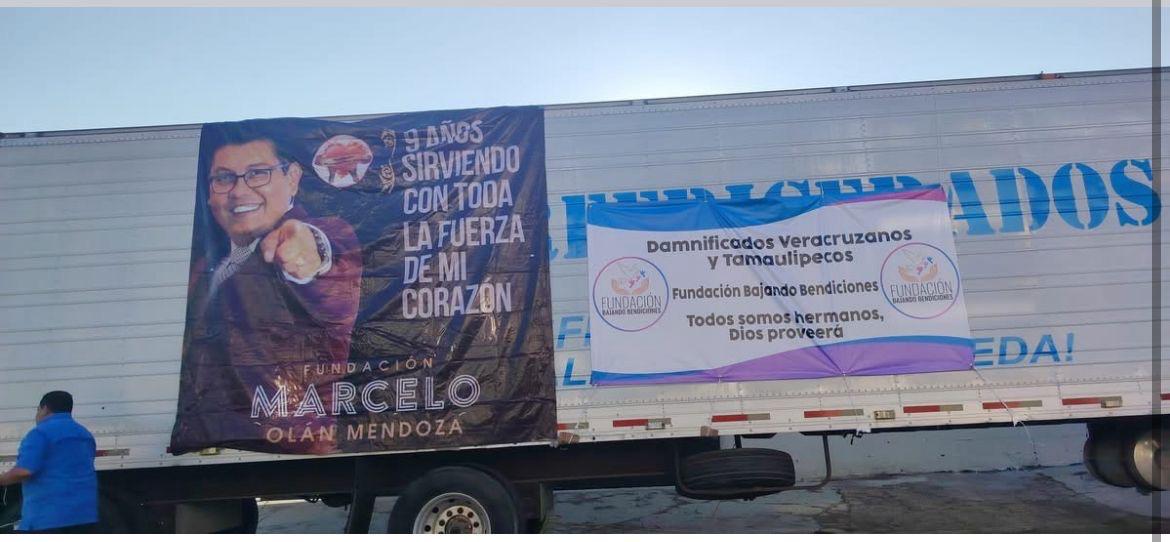 9 AÑOS
SIRVIENDO
CON TODA
LA FUERZA
DE MI
CORAZÓN
FUNDACIÓN
MARCELO
OLÁN MENDOZA
ADOS
Damnificados Veracruzanos
y Tamaulipecos
FUNDACIÓN
BAJANDO BENDICIONES
Fundación Bajando Bendiciones
FUNDACIÓN
BAJANDO BENDICIONES
Todos somos hermanos,
Dios proveerá
EDA!